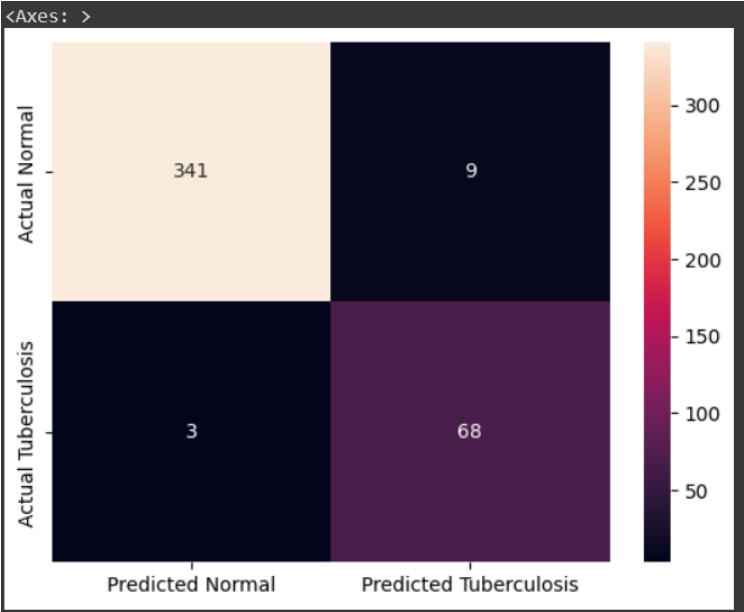 <Axes: >
Actual Normal
341
9
Actual Tuberculosis
3
68
Predicted Normal
Predicted Tuberculosis
300
250
200
150
100
50